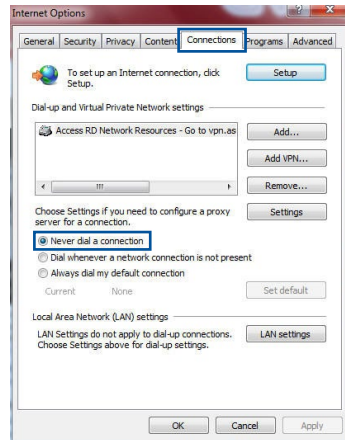 Internet Options
General Security Privacy Content Connections Programs Advanced
To set up an Internet connection, click
Setup.
Setup
Dial-up and Virtual Private Network settings
Access RD Network Resources - Go to vpn.as
Add...
Add VPN...
Remove...
Choose Settings if you need to configure a proxy
server for a connection.
Settings
Never dial a connection
Dial whenever a network connection is not present
Always dial my default connection
Current None
Set default
Local Area Network (LAN) settings
LAN Settings do not apply to dial-up connections.
Choose Settings above for dial-up settings.
LAN settings
OK Cancel Apply